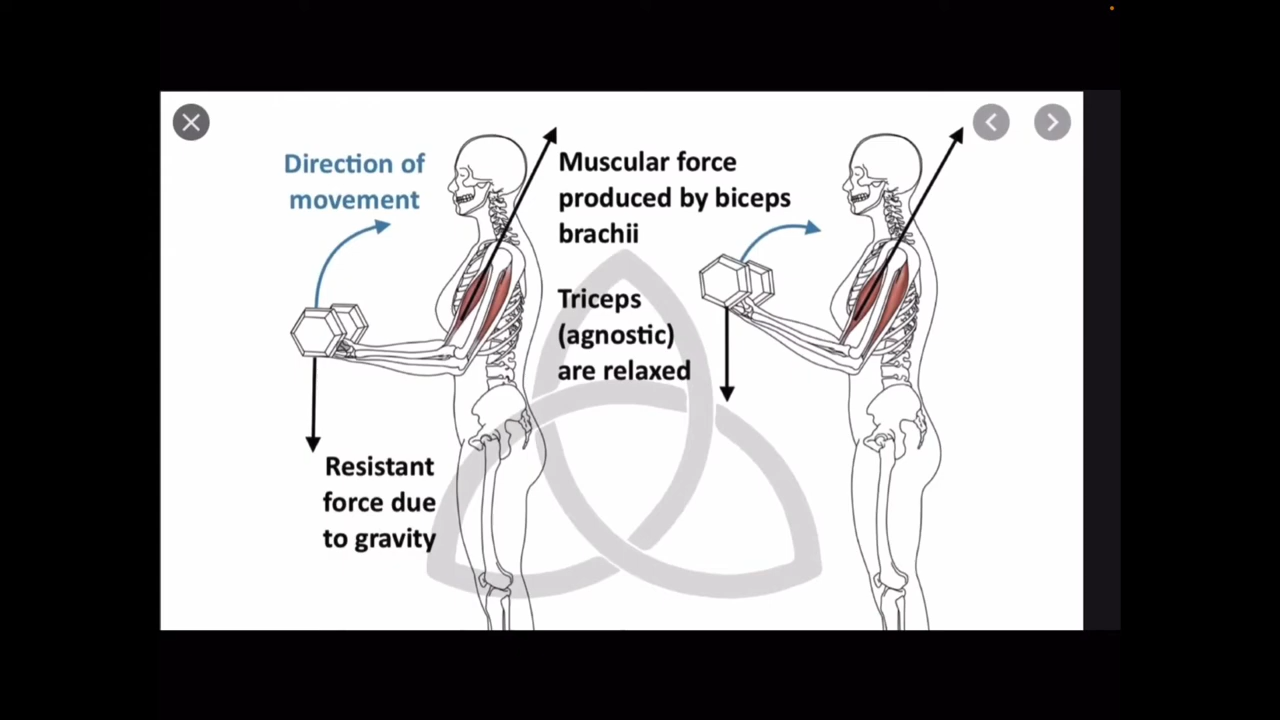 Direction of
movement
Muscular force
produced by biceps
brachii
Triceps
(agnostic)
are relaxed
Resistant
force due
to gravity